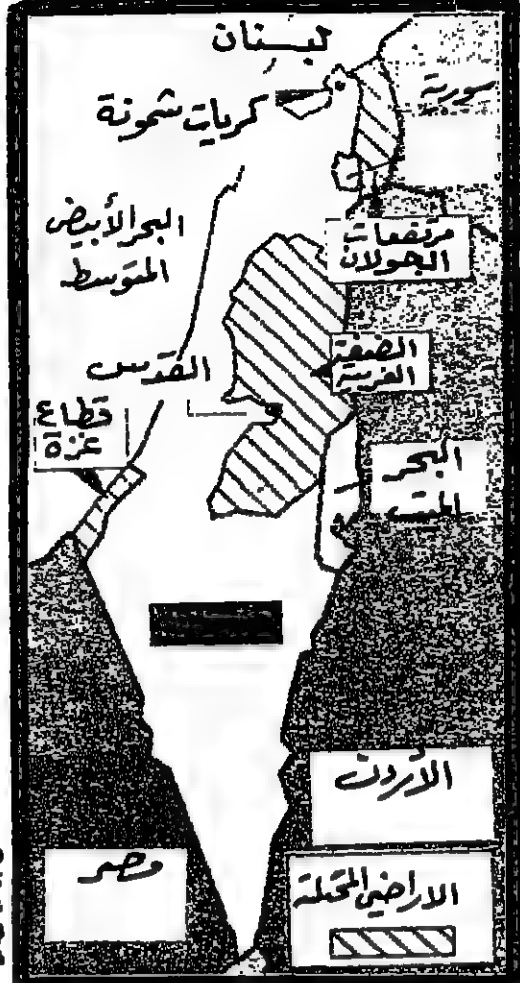 لبنان
سورية
كريات شمونة
البحر الأبيض
المتوسط
مرتفعات
الجولان
الضفة
الغربية
القدس
قطاع
غزة
البحر
الميت
الأردن
مصر
الاراضي المحتلة